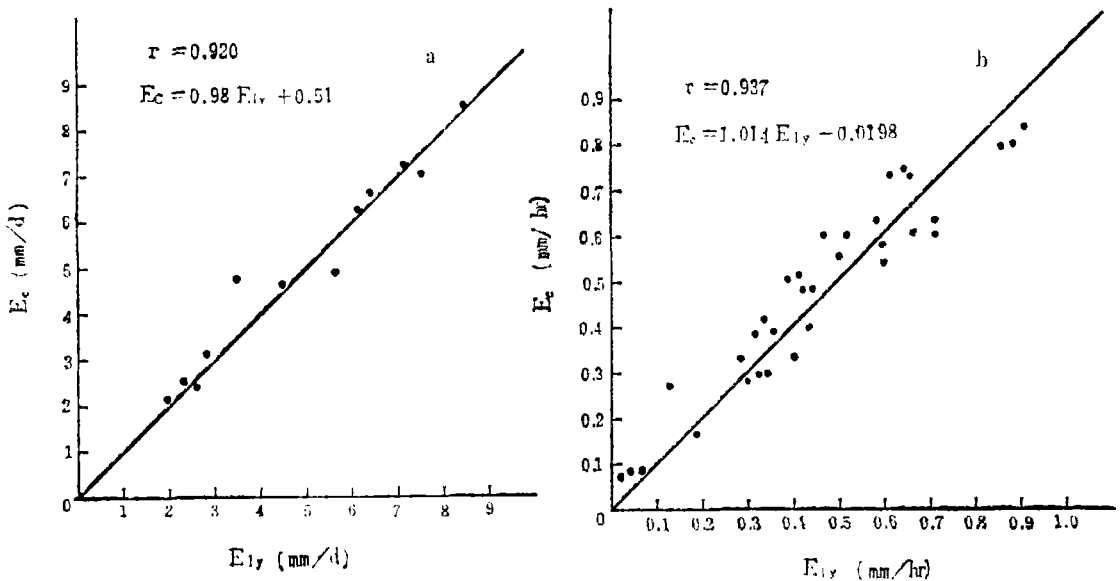 r =0.920
a
Ec =0.98 E1y +0.51
9
8
7
6
5
4
3
2
1
0
1 2 3 4 5 6 7 8 9
Ec (mm/d)
E1y (mm/d)
b
r =0.937
Ec =1.014 E1y -0.0198
0.9
0.8
0.7
0.6
0.5
0.4
0.3
0.2
0.1
0
0.1 0.2 0.3 0.4 0.5 0.6 0.7 0.8 0.9 1.0
Ec (mm/hr)
E1y (mm/hr)